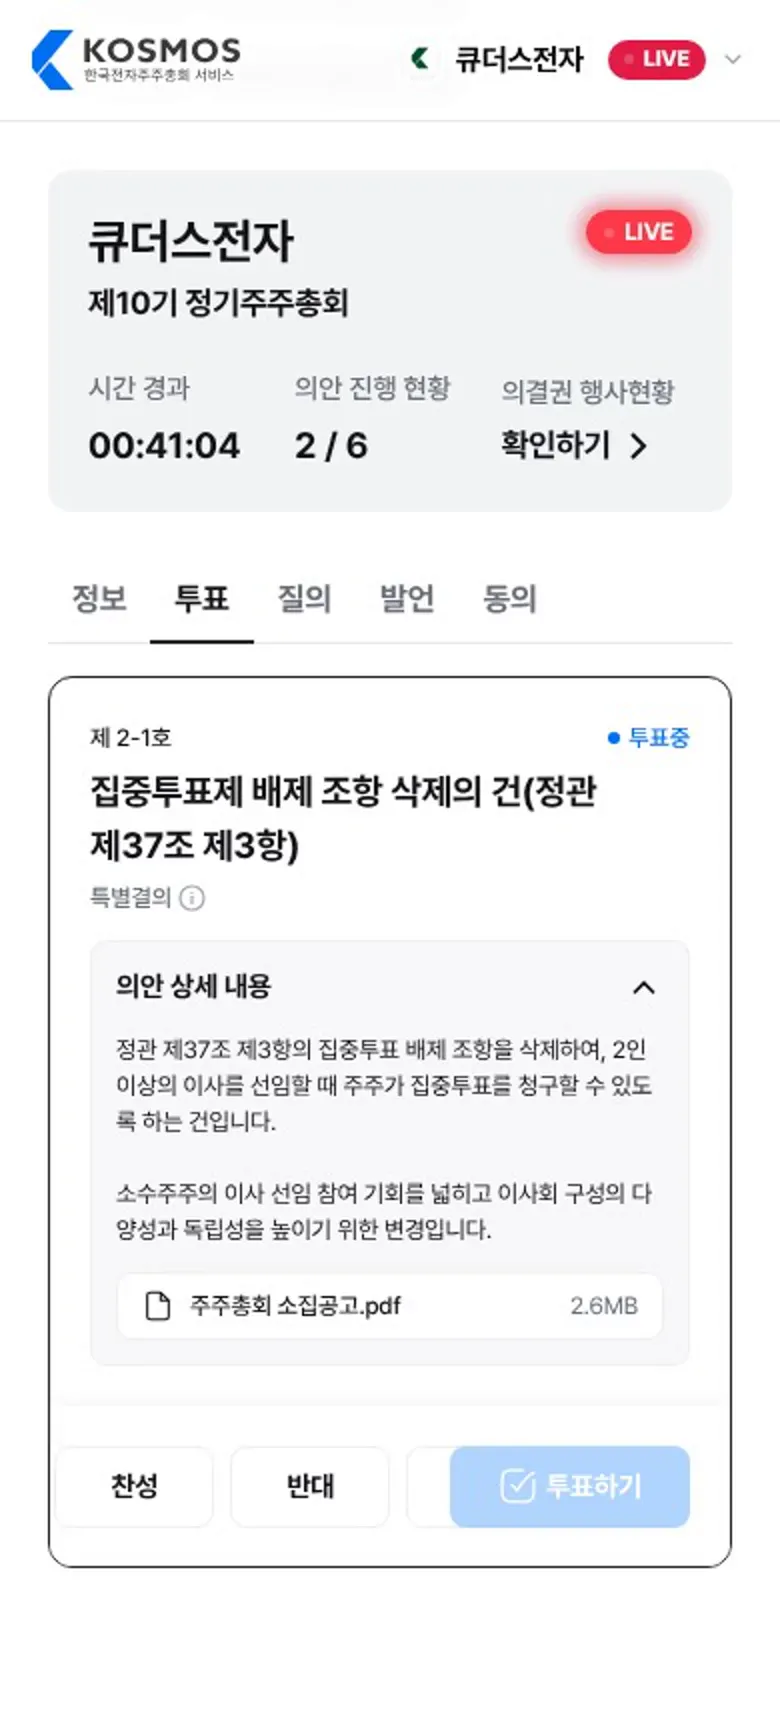 KOSMOS
한국전자주주총회 서비스
큐더스전자
LIVE
큐더스전자
LIVE
제10기 정기주주총회
시간 경과
의안 진행 현황
의결권 행사현황
00:41:04
2 / 6
확인하기
정보
투표
질의
발언
동의
제 2-1호
투표중
집중투표제 배제 조항 삭제의 건(정관
제37조 제3항)
특별결의
의안 상세 내용
정관 제37조 제3항의 집중투표 배제 조항을 삭제하여, 2인
이상의 이사를 선임할 때 주주가 집중투표를 청구할 수 있도
록 하는 건입니다.
소수주주의 이사 선임 참여 기회를 넓히고 이사회 구성의 다
양성과 독립성을 높이기 위한 변경입니다.
주주총회 소집공고.pdf
2.6MB
찬성
반대
투표하기